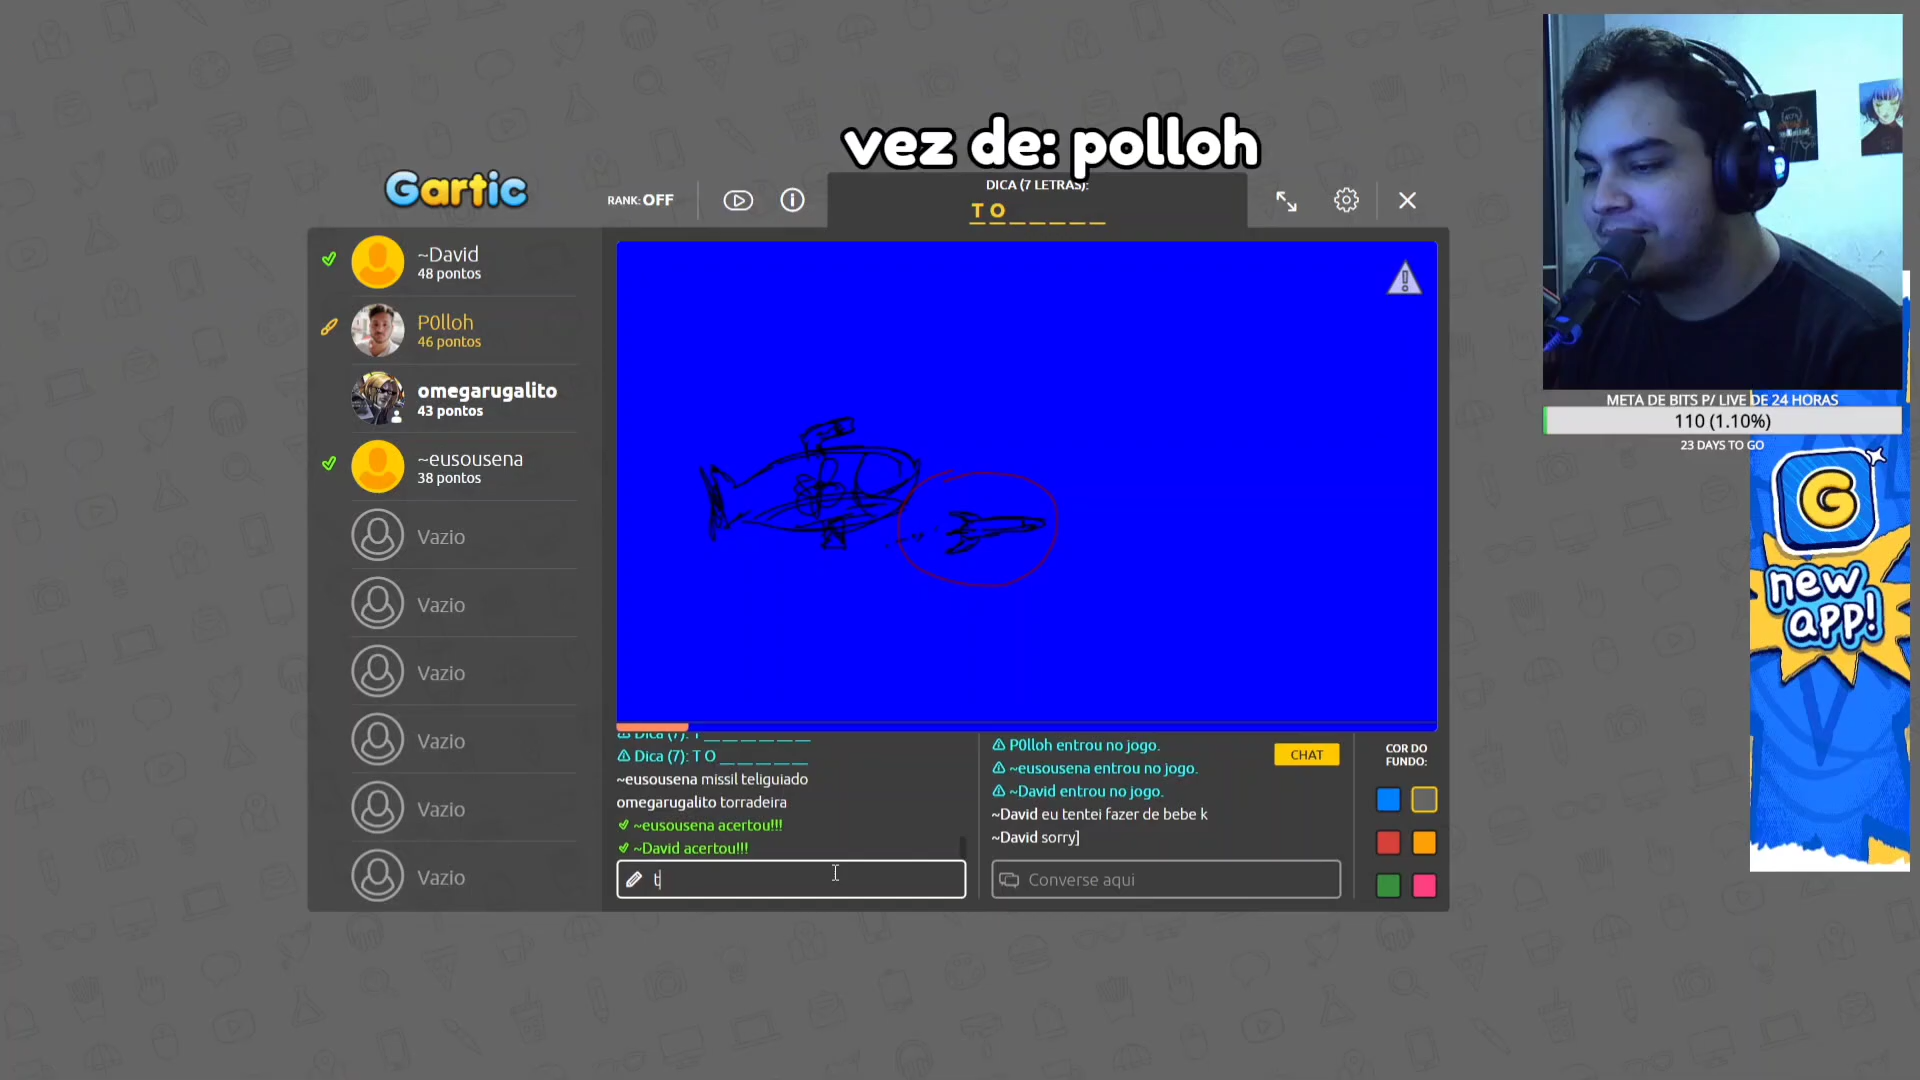 vez de: polloh
Gartic
RANK: OFF
DICA (7 LETRAS):
T O _ _ _ _ _
~David
48 pontos
P0lloh
46 pontos
omegarugalito
43 pontos
~eusousena
38 pontos
Vazio
Vazio
Vazio
Vazio
Vazio
Vazio
Dica (7): T _ _ _ _ _ _
Dica (7): T O _ _ _ _ _
~eusousena missil teliguiado
omegarugalito torradeira
~eusousena acertou!!!
~David acertou!!!
t
P0lloh entrou no jogo.
~eusousena entrou no jogo.
~David entrou no jogo.
~David eu tentei fazer de bebe k
~David sorry]
CHAT
Converse aqui
COR DO
FUNDO:
META DE BITS P/ LIVE DE 24 HORAS
110 (1.10%)
23 DAYS TO GO
G
new
app!